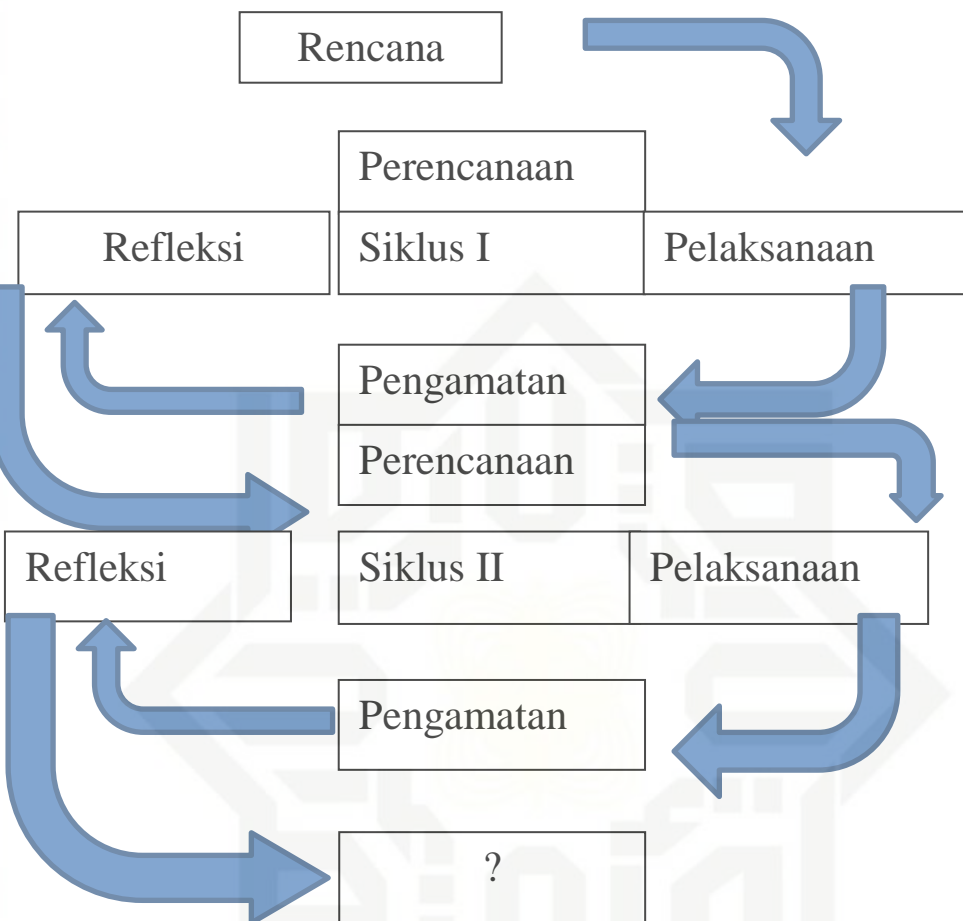 Rencana
Perencanaan
Refleksi Siklus I Pelaksanaan
Pengamatan
Perencanaan
Refleksi Siklus II Pelaksanaan
Pengamatan
?